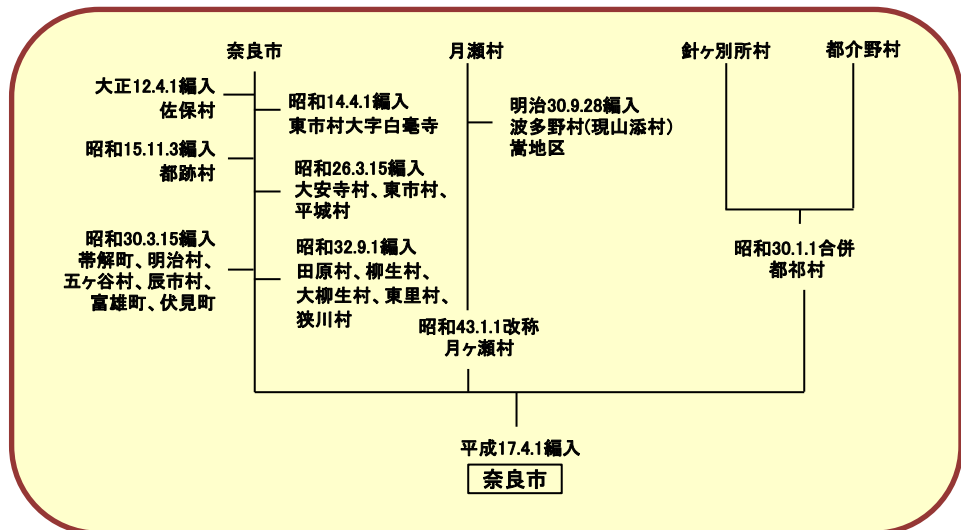 奈良市
月瀬村
針ヶ別所村
都介野村
大正12.4.1編入
佐保村
昭和14.4.1編入
東市村大字白毫寺
明治30.9.28編入
波多野村(現山添村)
嵩地区
昭和15.11.3編入
都跡村
昭和26.3.15編入
大安寺村、東市村、
平城村
昭和30.3.15編入
帯解町、明治村、
五ヶ谷村、辰市村、
富雄町、伏見町
昭和32.9.1編入
田原村、柳生村、
大柳生村、東里村、
狭川村
昭和30.1.1合併
都祁村
昭和43.1.1改称
月ヶ瀬村
平成17.4.1編入
奈良市